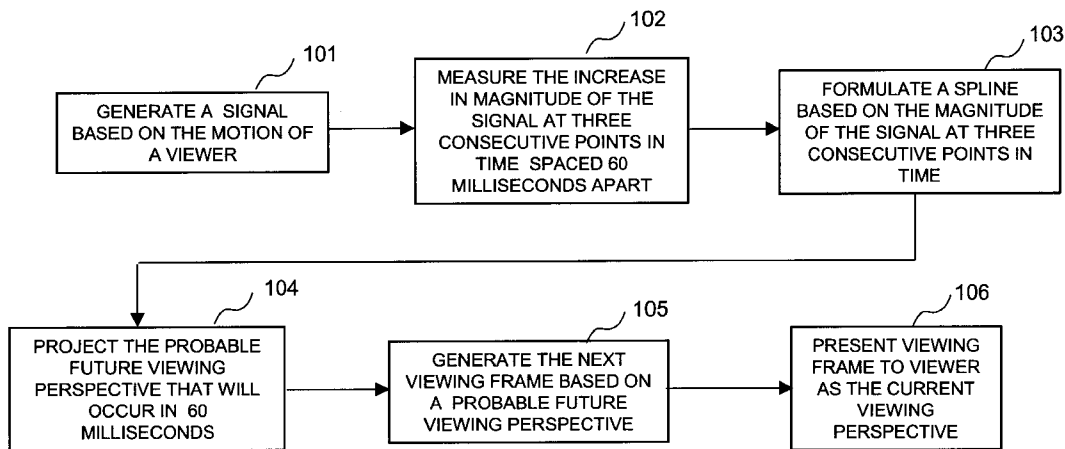 101
GENERATE A SIGNAL
BASED ON THE MOTION OF
A VIEWER
102
MEASURE THE INCREASE
IN MAGNITUDE OF THE
SIGNAL AT THREE
CONSECUTIVE POINTS IN
TIME SPACED 60
MILLISECONDS APART
103
FORMULATE A SPLINE
BASED ON THE MAGNITUDE
OF THE SIGNAL AT THREE
CONSECUTIVE POINTS IN
TIME
104
PROJECT THE PROBABLE
FUTURE VIEWING
PERSPECTIVE THAT WILL
OCCUR IN 60
MILLISECONDS
105
GENERATE THE NEXT
VIEWING FRAME BASED ON
A PROBABLE FUTURE
VIEWING PERSPECTIVE
106
PRESENT VIEWING
FRAME TO VIEWER
AS THE CURRENT
VIEWING
PERSPECTIVE